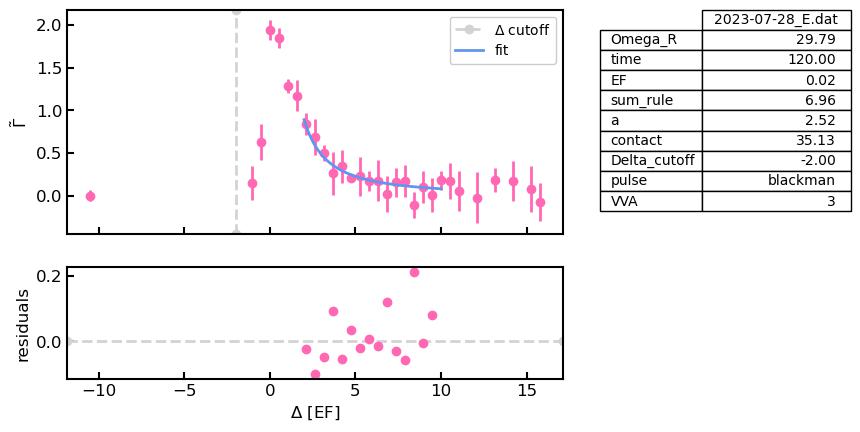 2.0
1.5
1.0
0.5
0.0
Γ̃
Δ cutoff
fit
2023-07-28_E.dat
Omega_R 29.79
time 120.00
EF 0.02
sum_rule 6.96
a 2.52
contact 35.13
Delta_cutoff -2.00
pulse blackman
VVA 3
0.2
0.0
residuals
−10 −5 0 5 10 15
Δ [EF]